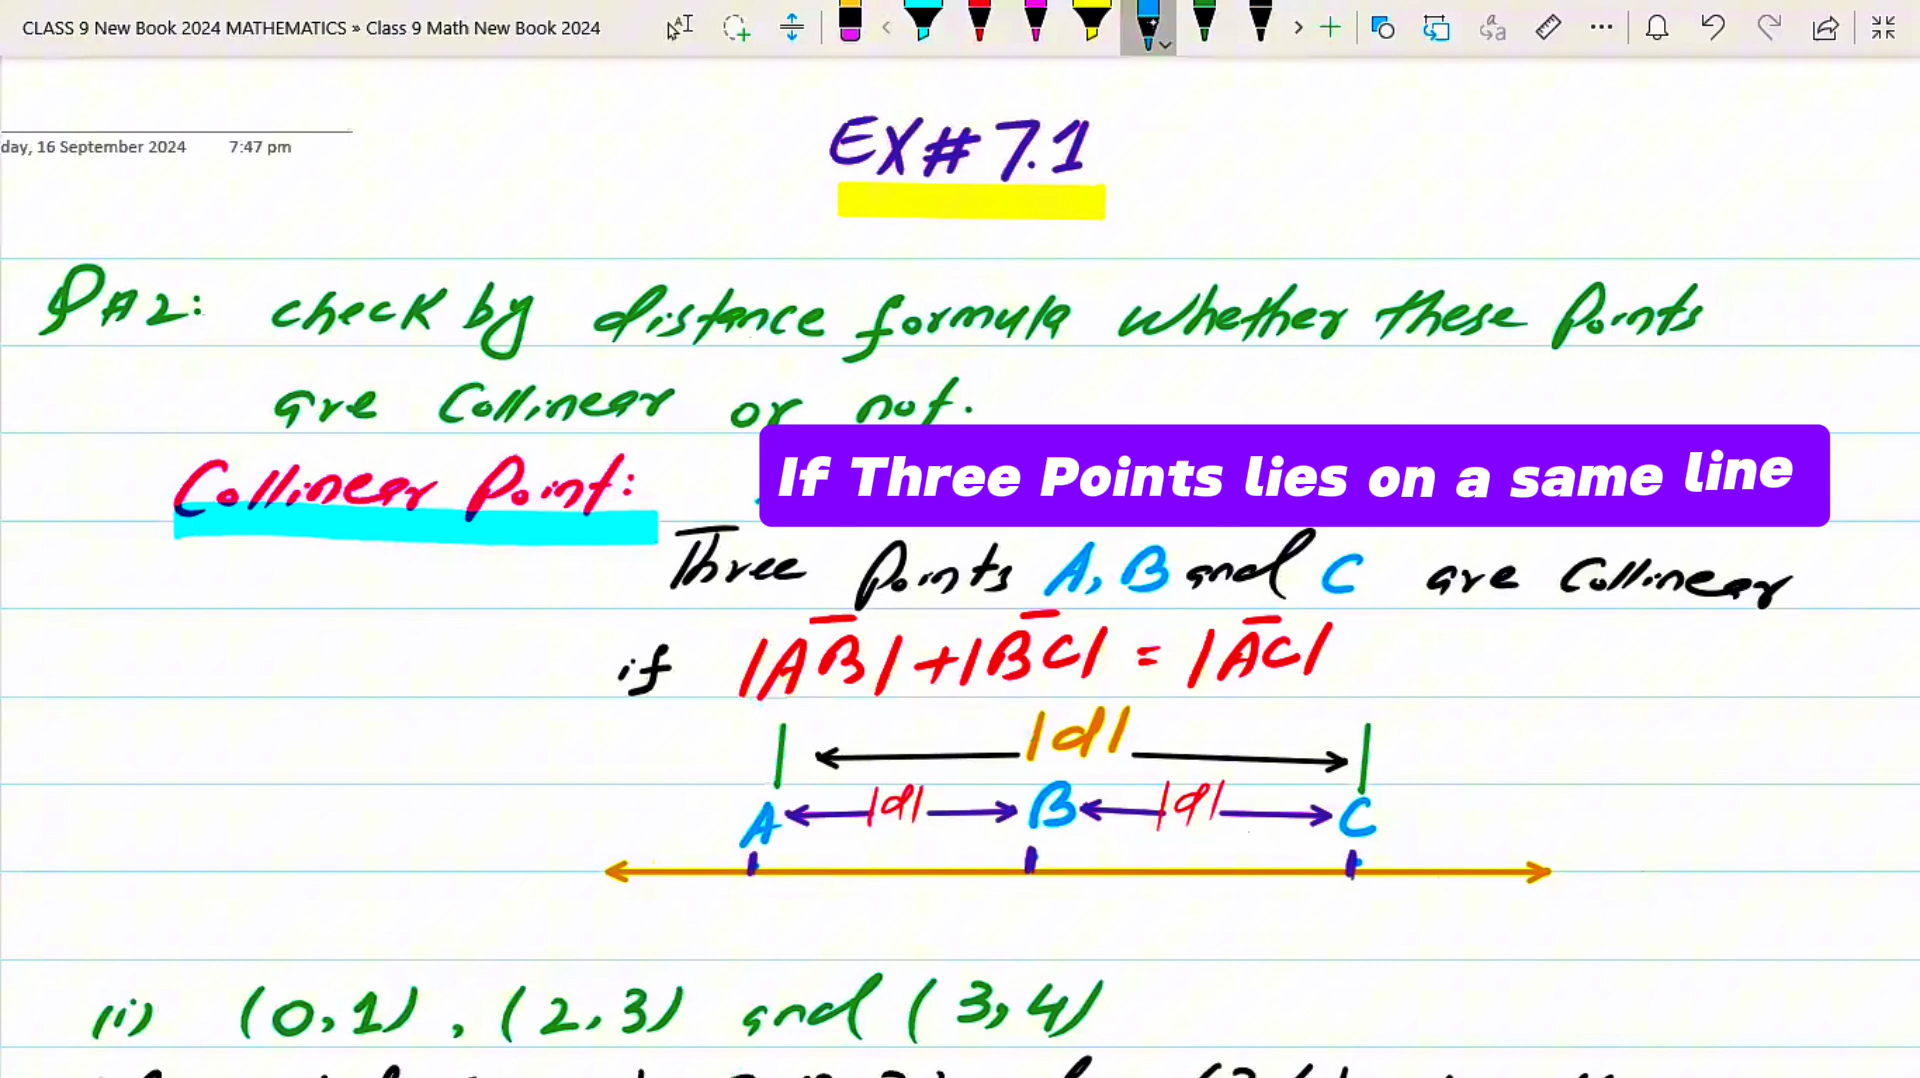 CLASS 9 New Book 2024 MATHEMATICS » Class 9 Math New Book 2024
day, 16 September 2024 7:47 pm
EX# 7.1
Q#2: check by distance formula whether these Points
are Collinear or not.
Collinear Point:
If Three Points lies on a same line
Three Points A, B and C are Collinear
if |AB| + |BC| = |AC|
|d|
A |d| B |d| C
(i) (0,1), (2,3) and (3,4)